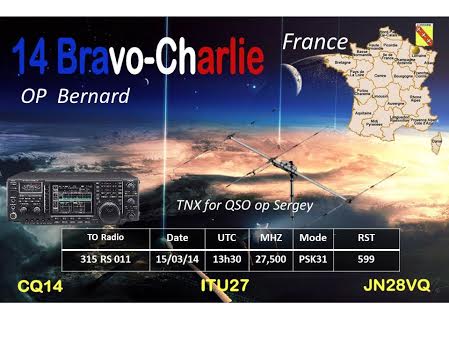 14 Bravo-Charlie
France
OP Bernard
TNX for QSO op Sergey
TO Radio Date UTC MHZ Mode RST
315 RS 011 15/03/14 13h30 27,500 PSK31 599
CQ14 ITU27 JN28VQ